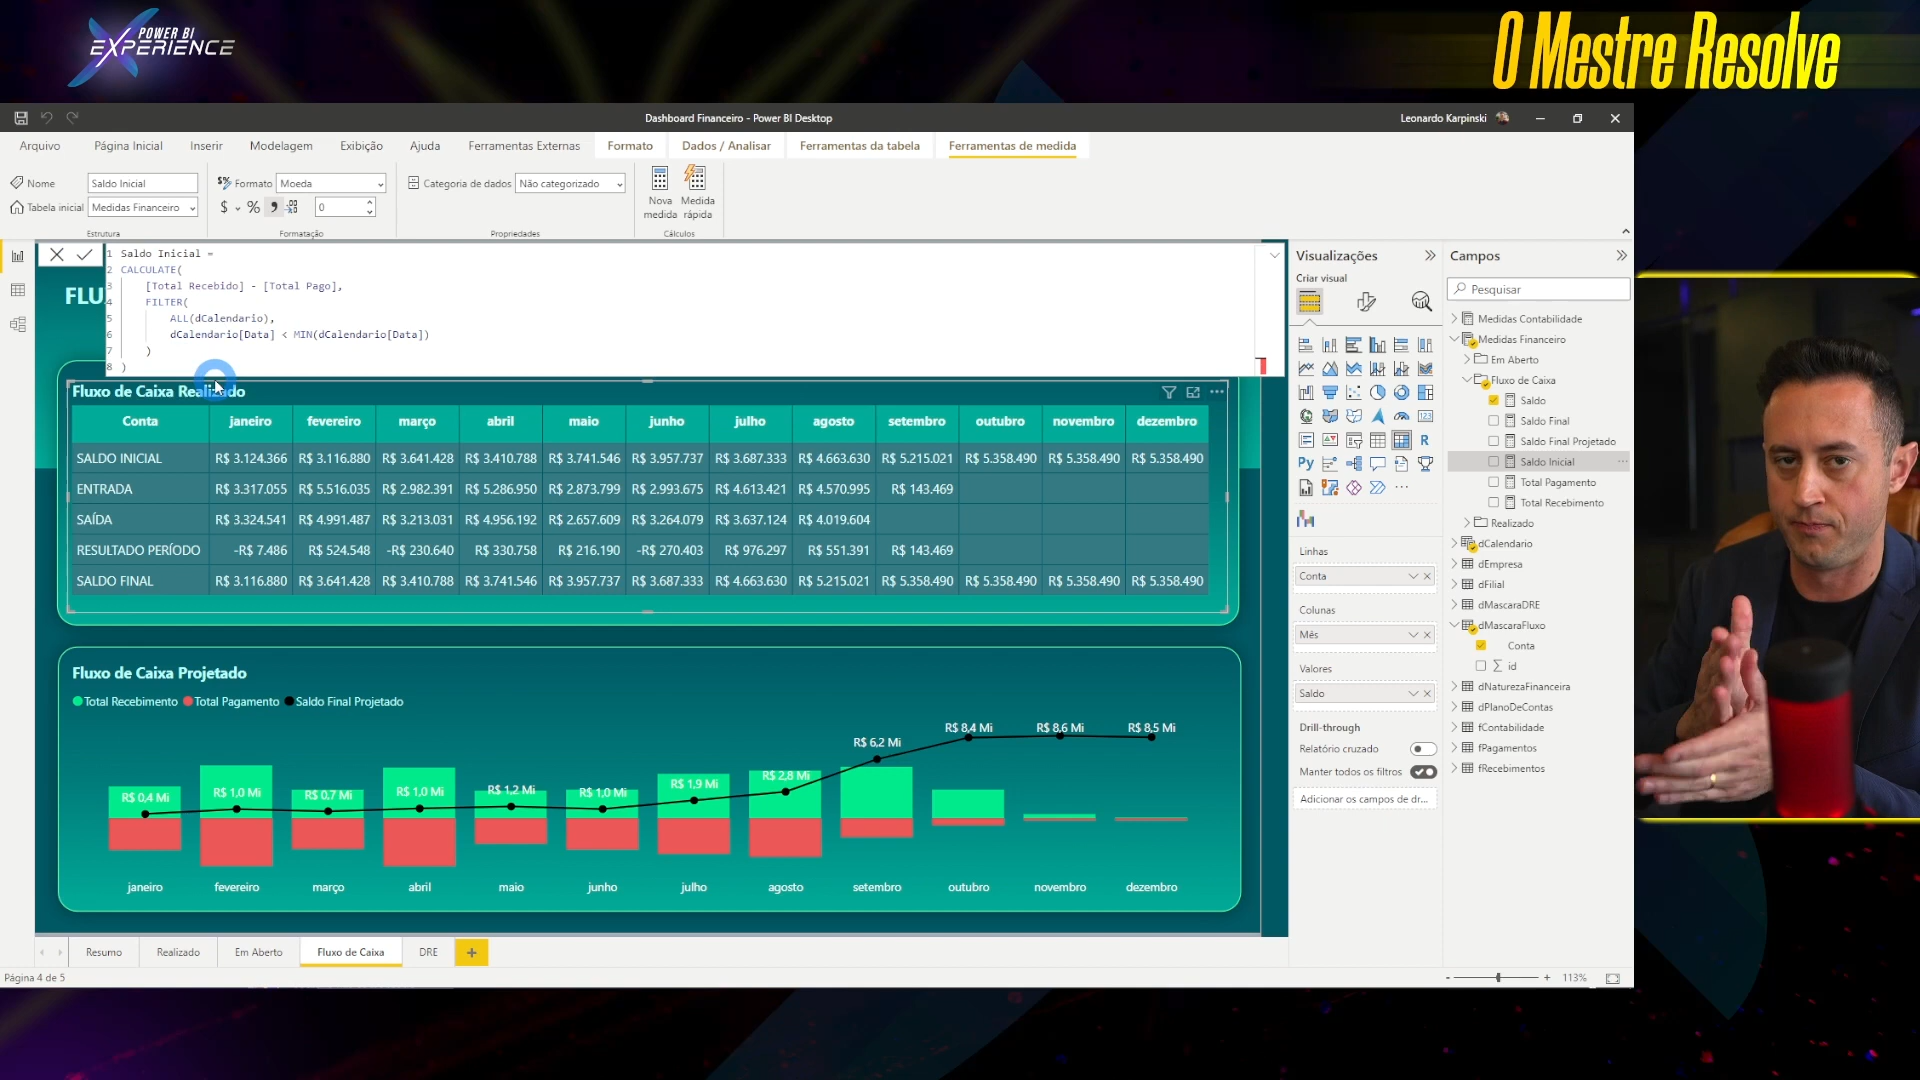 POWER BI
EXPERIENCE
O Mestre Resolve
Dashboard Financeiro - Power BI Desktop
Leonardo Karpinski
Arquivo
Página Inicial
Inserir
Modelagem
Exibição
Ajuda
Ferramentas Externas
Formato
Dados / Analisar
Ferramentas da tabela
Ferramentas de medida
Nome
Saldo Inicial
Formato
Moeda
Categoria de dados
Não categorizado
Tabela inicial
Medidas Financeiro
$ % 0
Nova medida
Medida rápida
Estrutura
Formatação
Propriedades
Cálculos
1 Saldo Inicial =
2 CALCULATE(
3 [Total Recebido] - [Total Pago],
4 FILTER(
5 ALL(dCalendario),
6 dCalendario[Data] < MIN(dCalendario[Data])
7 )
8 )
FLU
Fluxo de Caixa Realizado
Conta janeiro fevereiro março abril maio junho julho agosto setembro outubro novembro dezembro
SALDO INICIAL R$ 3.124.366 R$ 3.116.880 R$ 3.641.428 R$ 3.410.788 R$ 3.741.546 R$ 3.957.737 R$ 3.687.333 R$ 4.663.630 R$ 5.215.021 R$ 5.358.490 R$ 5.358.490 R$ 5.358.490
ENTRADA R$ 3.317.055 R$ 5.516.035 R$ 2.982.391 R$ 5.286.950 R$ 2.873.799 R$ 2.993.675 R$ 4.613.421 R$ 4.570.995 R$ 143.469
SAÍDA R$ 3.324.541 R$ 4.991.487 R$ 3.213.031 R$ 4.956.192 R$ 2.657.609 R$ 3.264.079 R$ 3.637.124 R$ 4.019.604
RESULTADO PERÍODO -R$ 7.486 R$ 524.548 -R$ 230.640 R$ 330.758 R$ 216.190 -R$ 270.403 R$ 976.297 R$ 551.391 R$ 143.469
SALDO FINAL R$ 3.116.880 R$ 3.641.428 R$ 3.410.788 R$ 3.741.546 R$ 3.957.737 R$ 3.687.333 R$ 4.663.630 R$ 5.215.021 R$ 5.358.490 R$ 5.358.490 R$ 5.358.490 R$ 5.358.490
Fluxo de Caixa Projetado
Total Recebimento Total Pagamento Saldo Final Projetado
R$ 0,4 Mi R$ 1,0 Mi R$ 0,7 Mi R$ 1,0 Mi R$ 1,2 Mi R$ 1,0 Mi R$ 1,9 Mi R$ 2,8 Mi R$ 6,2 Mi R$ 8,4 Mi R$ 8,6 Mi R$ 8,5 Mi
janeiro fevereiro março abril maio junho julho agosto setembro outubro novembro dezembro
Resumo
Realizado
Em Aberto
Fluxo de Caixa
DRE
+
Página 4 de 5
- + 113%
Visualizações
Criar visual
123
R
Py
Linhas
Conta
Colunas
Mês
Valores
Saldo
Drill-through
Relatório cruzado
Manter todos os filtros
Adicionar os campos de dr...
Campos
Pesquisar
Medidas Contabilidade
Medidas Financeiro
Em Aberto
Fluxo de Caixa
Saldo
Saldo Final
Saldo Final Projetado
Saldo Inicial
Total Pagamento
Total Recebimento
Realizado
dCalendario
dEmpresa
dFilial
dMascaraDRE
dMascaraFluxo
Conta
∑ id
dNaturezaFinanceira
dPlanoDeContas
fContabilidade
fPagamentos
fRecebimentos